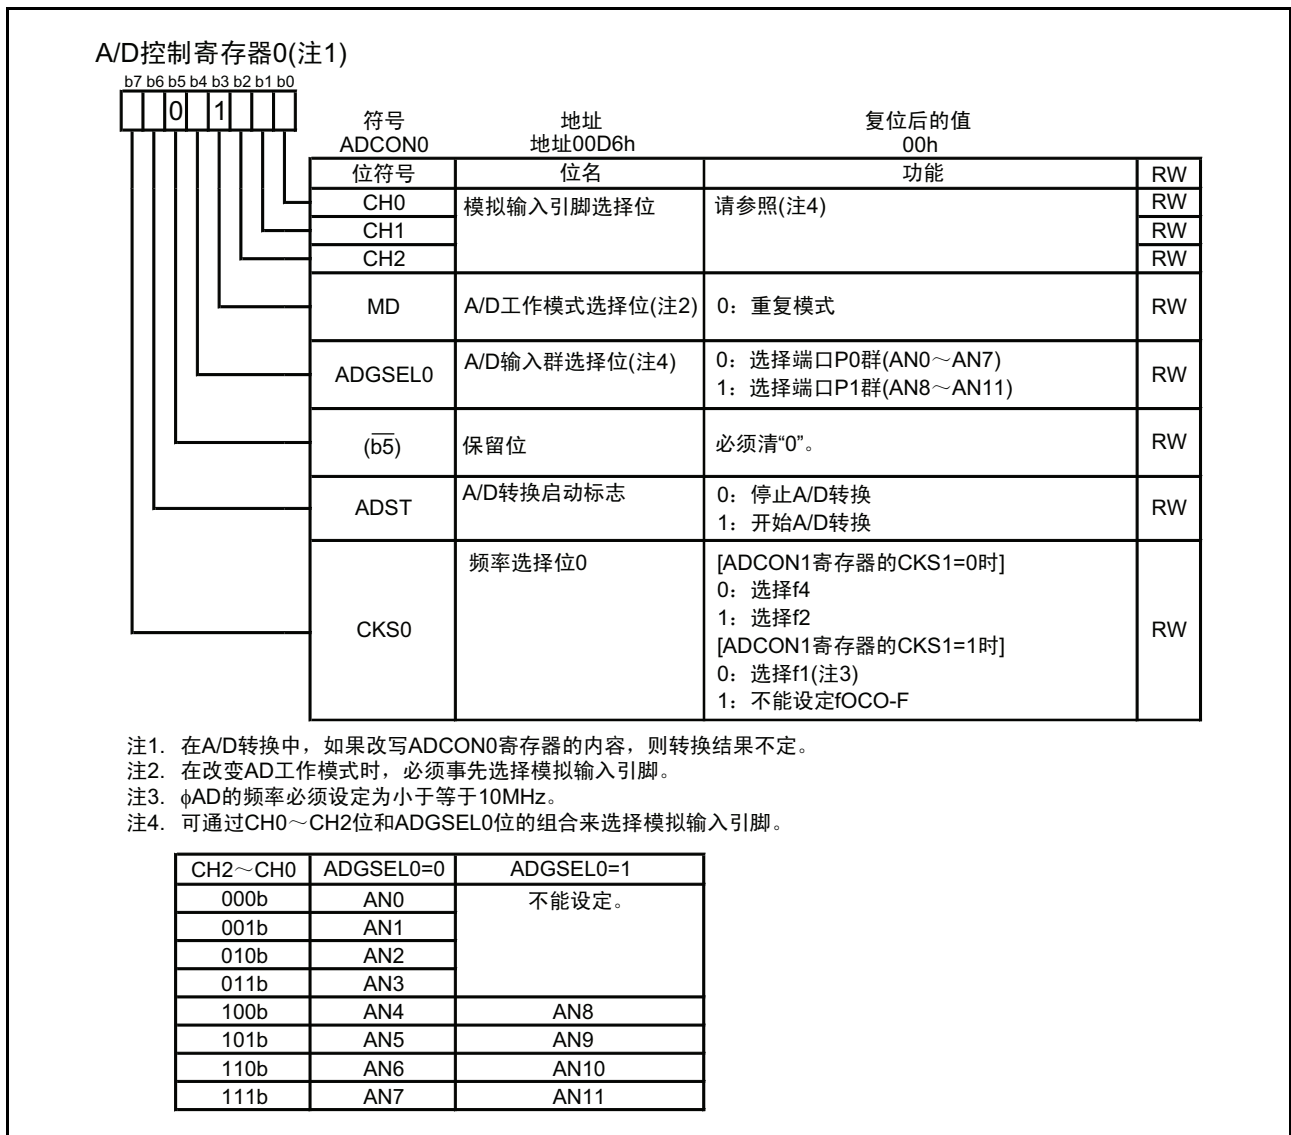 A/D控制寄存器0(注1)
b7 b6 b5 b4 b3 b2 b1 b0
0 1
符号 地址 复位后的值
ADCON0 地址00D6h 00h
位符号 位名 功能 RW
CH0 模拟输入引脚选择位 请参照(注4) RW
CH1 RW
CH2 RW
MD A/D工作模式选择位(注2) 0：重复模式 RW
ADGSEL0 A/D输入群选择位(注4) 0：选择端口P0群(AN0～AN7) RW
1：选择端口P1群(AN8～AN11)
(b5) 保留位 必须清“0”。 RW
ADST A/D转换启动标志 0：停止A/D转换 RW
1：开始A/D转换
CKS0 频率选择位0 [ADCON1寄存器的CKS1=0时] RW
0：选择f4
1：选择f2
[ADCON1寄存器的CKS1=1时]
0：选择f1(注3)
1：不能设定fOCO-F
注1. 在A/D转换中，如果改写ADCON0寄存器的内容，则转换结果不定。
注2. 在改变AD工作模式时，必须事先选择模拟输入引脚。
注3. ϕAD的频率必须设定为小于等于10MHz。
注4. 可通过CH0～CH2位和ADGSEL0位的组合来选择模拟输入引脚。
CH2～CH0 ADGSEL0=0 ADGSEL0=1
000b AN0 不能设定。
001b AN1
010b AN2
011b AN3
100b AN4 AN8
101b AN5 AN9
110b AN6 AN10
111b AN7 AN11